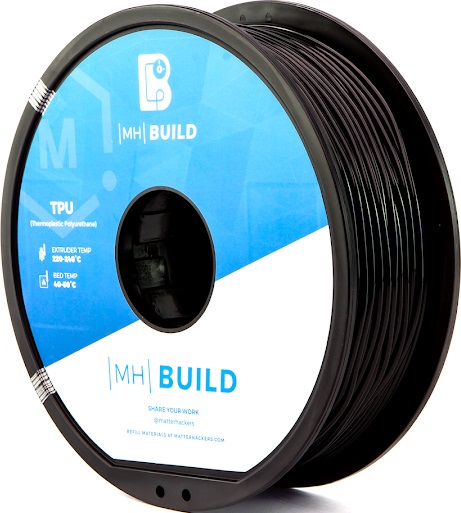 B
|MH| BUILD
M
TPU
(Thermoplastic Polyurethane)
EXTRUDER TEMP
220-240˚C
BED TEMP
40-60˚C
|MH| BUILD
SHARE YOUR WORK
@matterhackers
REFILL MATERIALS AT MATTERHACKERS.COM